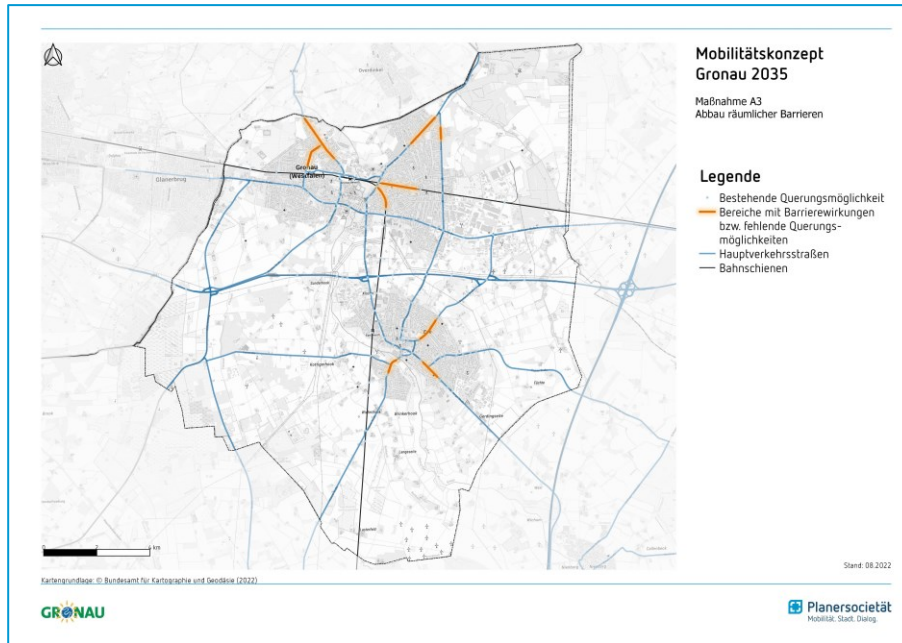 Mobilitätskonzept
Gronau 2035
Maßnahme A3
Abbau räumlicher Barrieren
Legende
Bestehende Querungsmöglichkeit
Bereiche mit Barrierewirkungen
bzw. fehlende Querungs-
möglichkeiten
Hauptverkehrsstraßen
Bahnschienen
Glanerbrug
Gronau
(Westfalen)
km
Stand: 08.2022
Kartengrundlage: © Bundesamt für Kartographie und Geodäsie (2022)
GRONAU
Planersocietät
Mobilität. Stadt. Dialog.